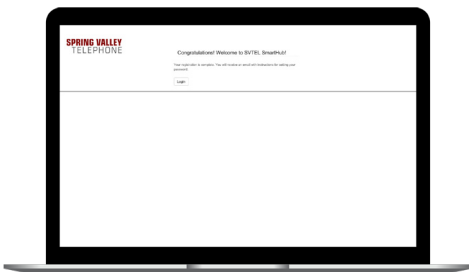 SPRING VALLEY
TELEPHONE
Congratulations! Welcome to SVTEL SmartHub!
Your registration is complete. You will receive an email with instructions for setting your
password.
Login